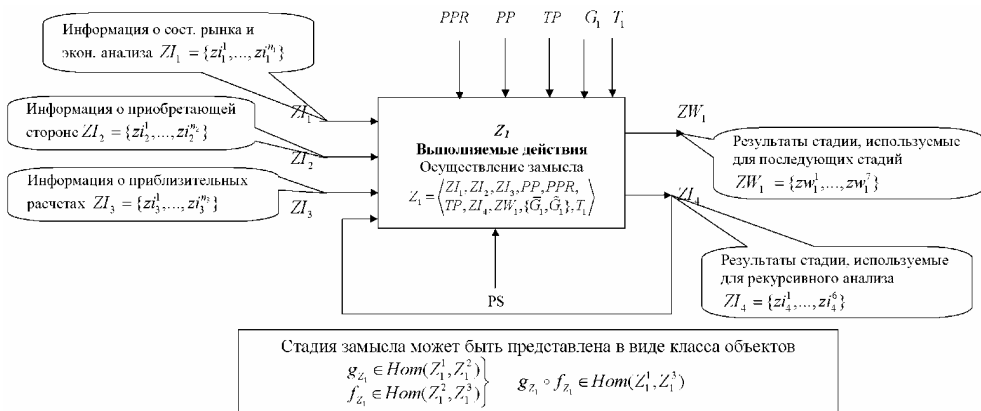 Информация о сост. рынка и
экон. анализа ZI₁ = {zi₁¹,...,zi₁ⁿ¹}
Информация о приобретающей
стороне ZI₂ = {zi₂¹,...,zi₂ⁿ²}
Информация о приблизительных
расчетах ZI₃ = {zi₃¹,...,zi₃ⁿ²}
PPR PP TP G₁ T₁
ZI₁
ZI₂
ZI₃
Z₁
Выполняемые действия
Осуществление замысла
Z₁ = ⟨ZI₁, ZI₂, ZI₃, PP, PPR,
TP, ZI₄, ZW₁, {G̅₁, G̃₁}, T₁⟩
PS
ZW₁
Результаты стадии, используемые
для последующих стадий
ZW₁ = {zw₁¹,...,zw₁⁷}
ZI₄
Результаты стадии, используемые
для рекурсивного анализа
ZI₄ = {zi₄¹,...,zi₄⁶}
Стадия замысла может быть представлена в виде класса объектов
g_Z₁ ∈ Hom(Z₁¹, Z₁²)
f_Z₁ ∈ Hom(Z₁², Z₁³)} g_Z₁ ∘ f_Z₁ ∈ Hom(Z₁¹, Z₁³)